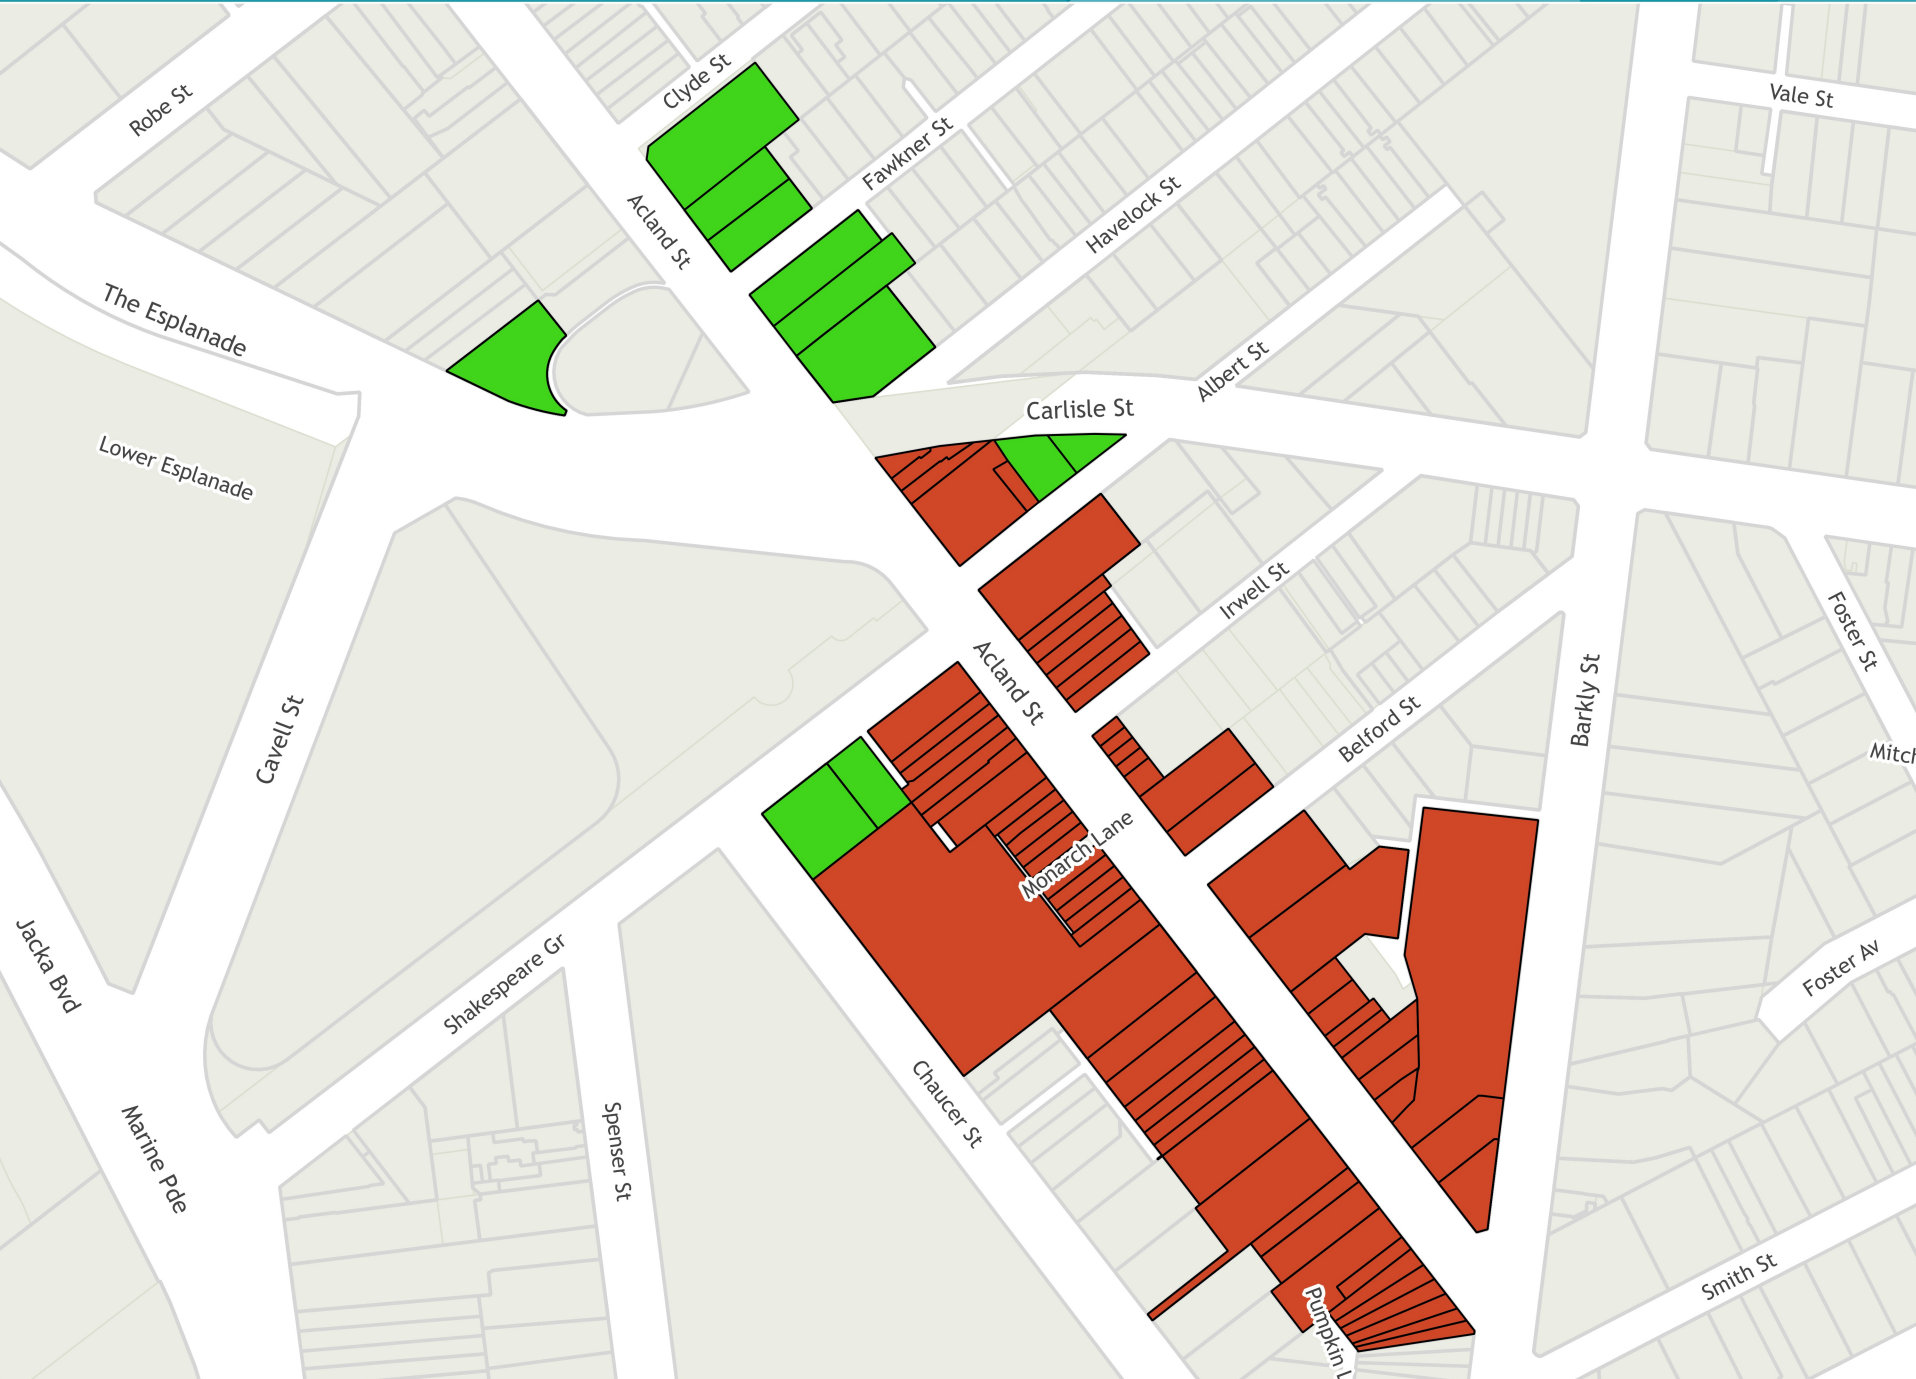 Clyde St
Robe St
Vale St
Fawkner St
Havelock St
Acland St
The Esplanade
Albert St
Carlisle St
Lower Esplanade
Irwell St
Foster St
Acland St
Barkly St
Belford St
Cavell St
Mitch
Monarch Lane
Jacka Bvd
Shakespeare Gr
Foster Av
Chaucer St
Spenser St
Marine Pde
Smith St
Pumpkin L